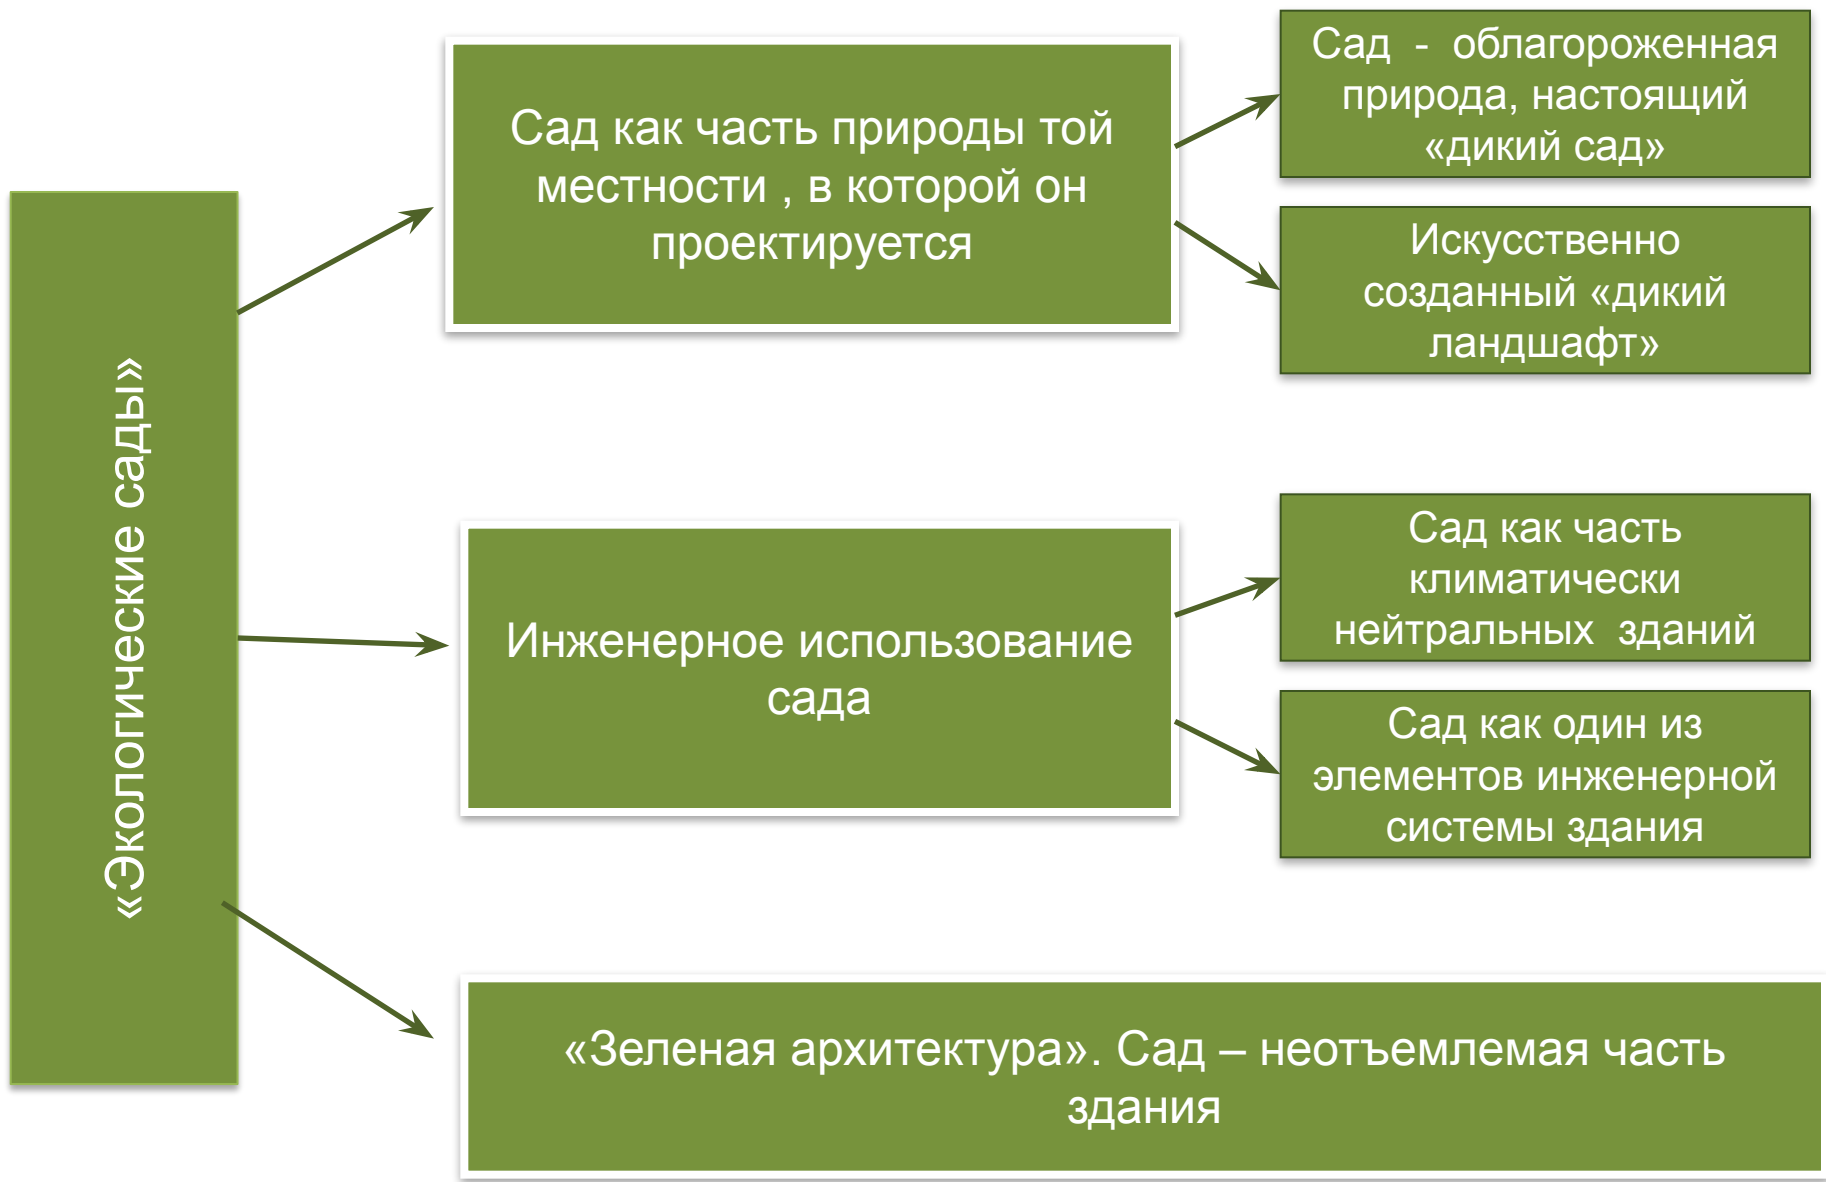 «Экологические сады»
Сад как часть природы той
местности , в которой он
проектируется
Сад - облагороженная
природа, настоящий
«дикий сад»
Искусственно
созданный «дикий
ландшафт»
Инженерное использование
сада
Сад как часть
климатически
нейтральных зданий
Сад как один из
элементов инженерной
системы здания
«Зеленая архитектура». Сад – неотъемлемая часть
здания